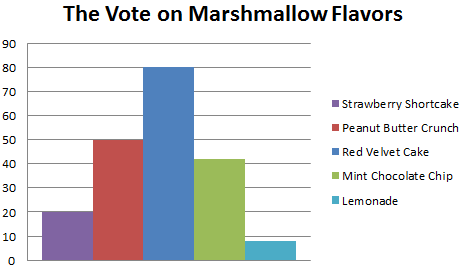 The Vote on Marshmallow Flavors
90
80
70
60
50
40
30
20
10
0
Strawberry Shortcake
Peanut Butter Crunch
Red Velvet Cake
Mint Chocolate Chip
Lemonade